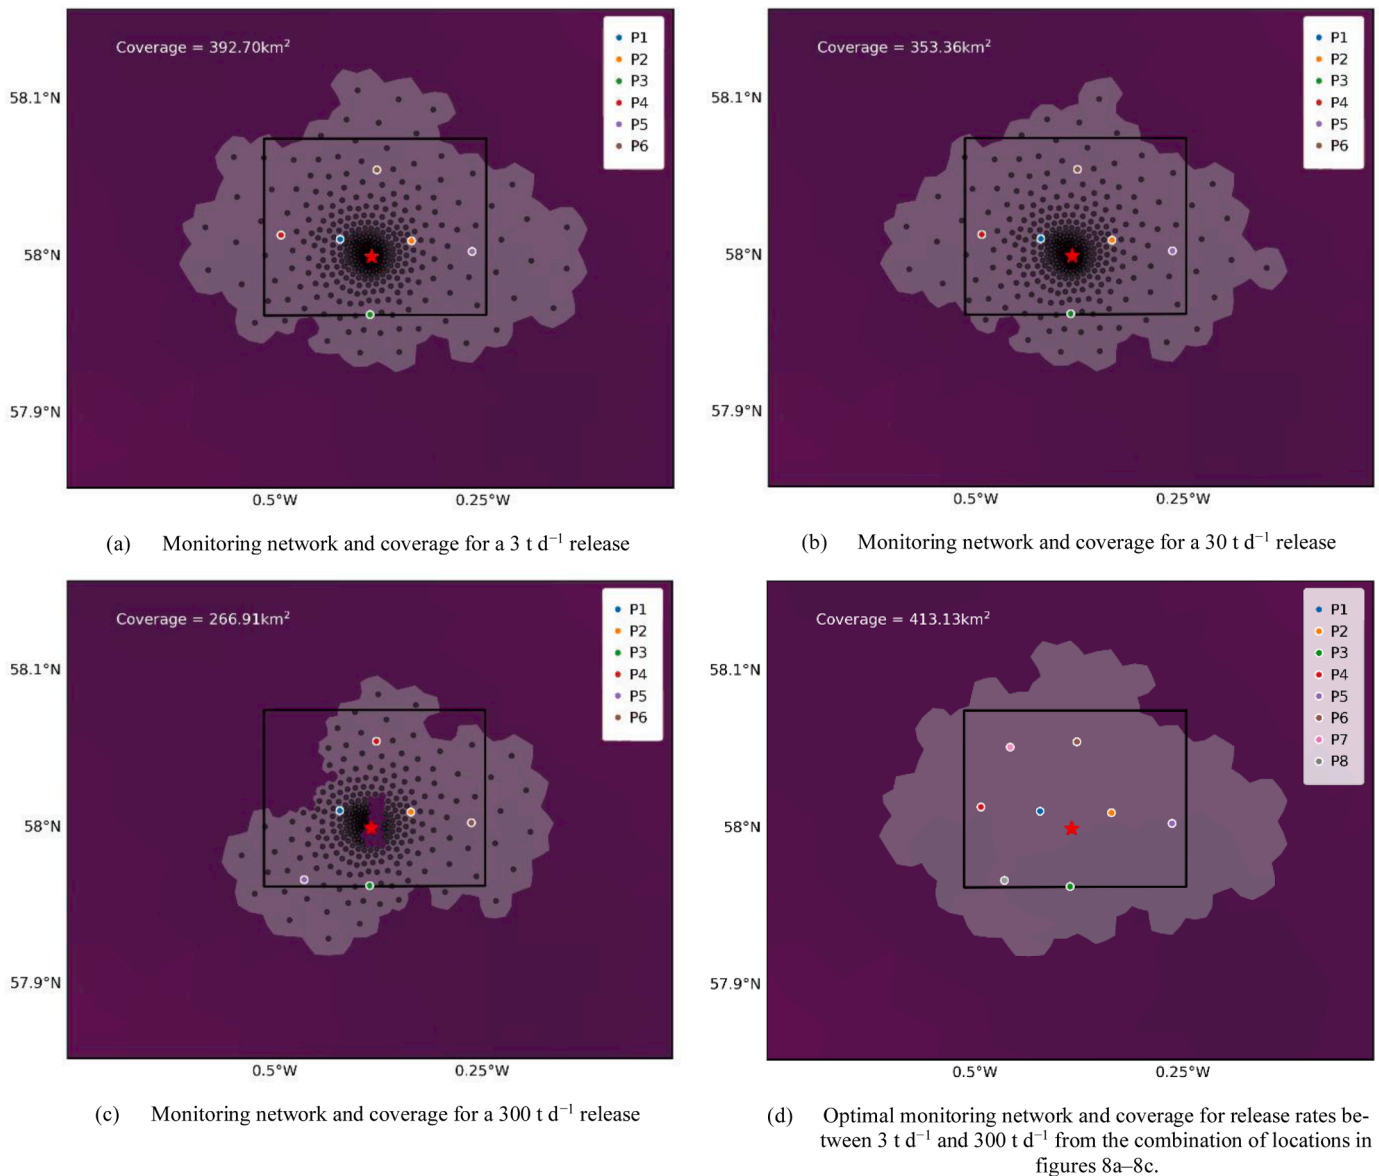 Coverage = 392.70km²
P1
P2
P3
P4
P5
P6
58.1°N
58°N
57.9°N
0.5°W 0.25°W
(a) Monitoring network and coverage for a 3 t d⁻¹ release
Coverage = 353.36km²
P1
P2
P3
P4
P5
P6
58.1°N
58°N
57.9°N
0.5°W 0.25°W
(b) Monitoring network and coverage for a 30 t d⁻¹ release
Coverage = 266.91km²
P1
P2
P3
P4
P5
P6
58.1°N
58°N
57.9°N
0.5°W 0.25°W
(c) Monitoring network and coverage for a 300 t d⁻¹ release
Coverage = 413.13km²
P1
P2
P3
P4
P5
P6
P7
P8
58.1°N
58°N
57.9°N
0.5°W 0.25°W
(d) Optimal monitoring network and coverage for release rates be-
tween 3 t d⁻¹ and 300 t d⁻¹ from the combination of locations in
figures 8a–8c.